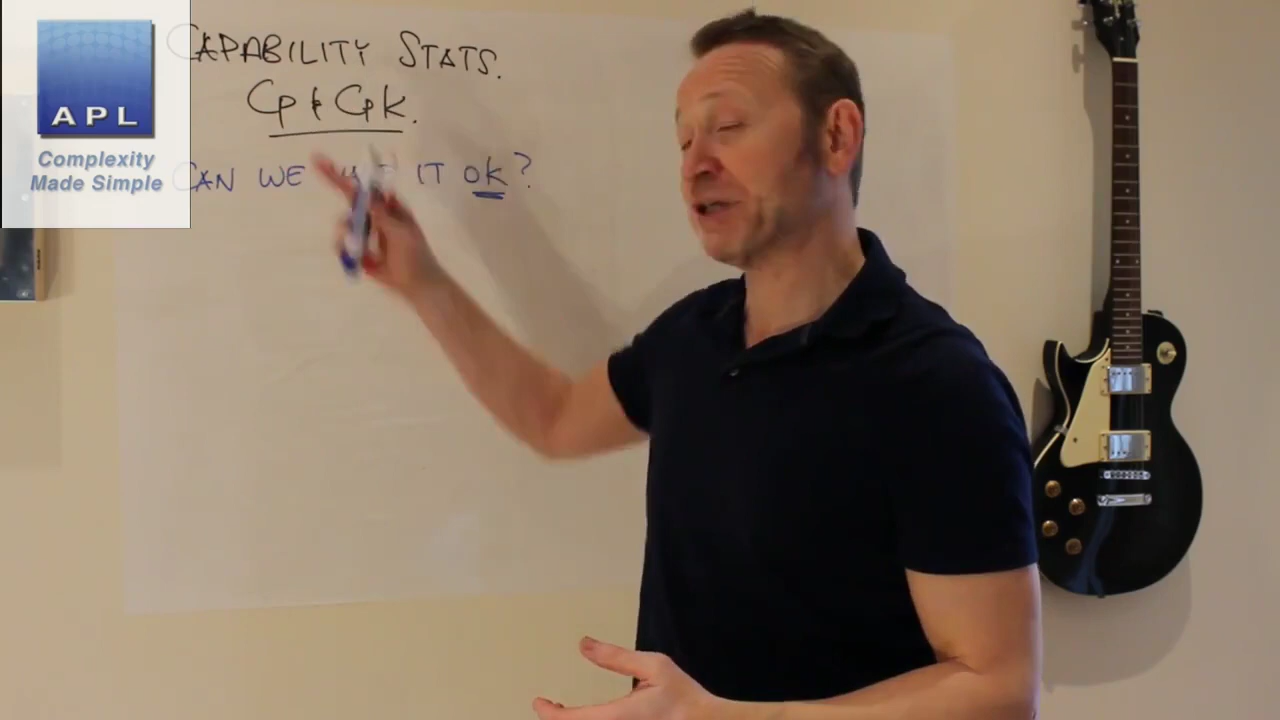 APL
Complexity
Made Simple
CAPABILITY STATS.
Cp & Cpk.
CAN WE IT OK?